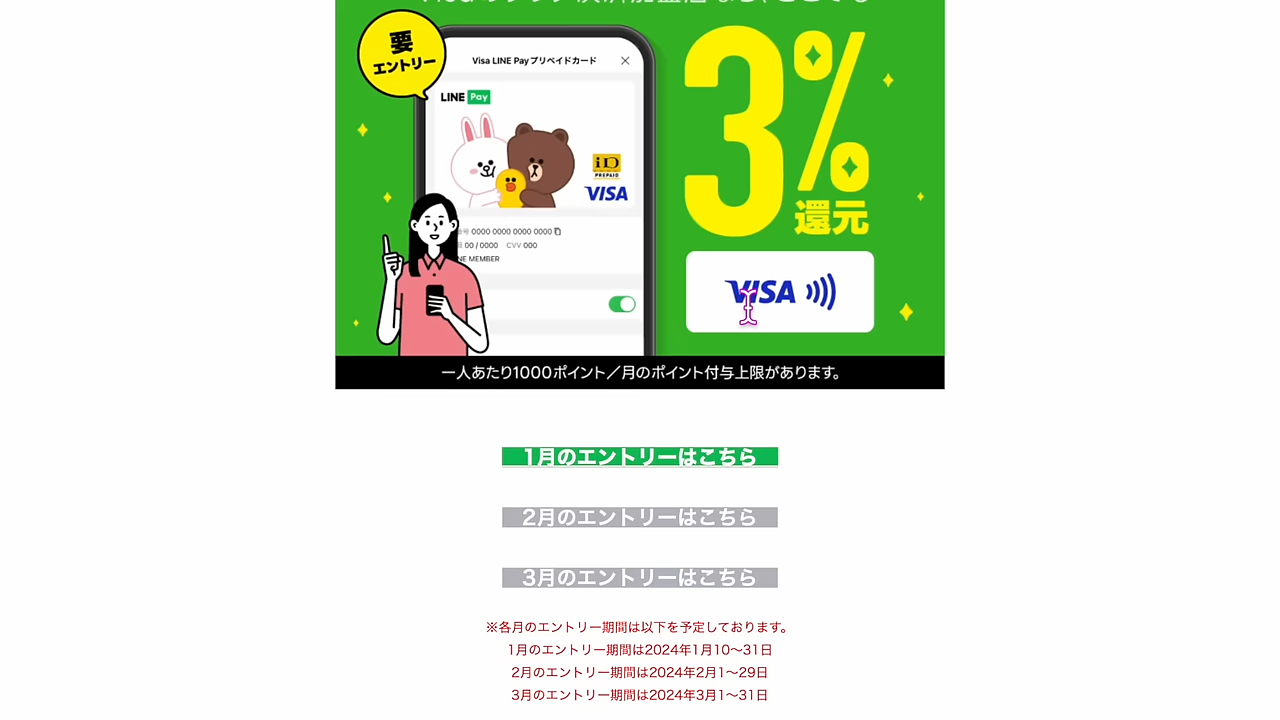 要
エントリー
Visa LINE Payプリペイドカード
LINE Pay
iD
PREPAID
VISA
3%
還元
号 0000 0000 0000 0000
00 / 0000 CVV 000
NE MEMBER
VISA
一人あたり1000ポイント／月のポイント付与上限があります。
1月のエントリーはこちら
2月のエントリーはこちら
3月のエントリーはこちら
※各月のエントリー期間は以下を予定しております。
1月のエントリー期間は2024年1月10〜31日
2月のエントリー期間は2024年2月1〜29日
3月のエントリー期間は2024年3月1〜31日